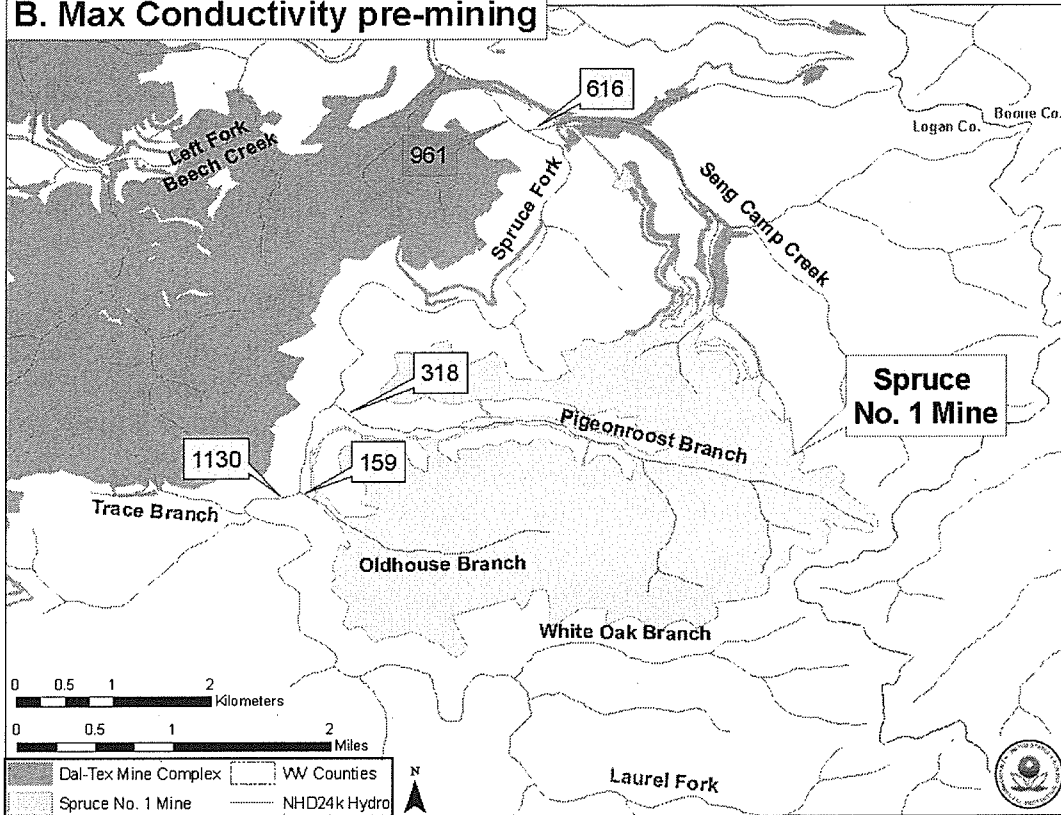 B. Max Conductivity pre-mining
616
Boone Co.
Logan Co.
961
Left Fork
Beech Creek
Spruce Fork
Seng Camp
Creek
318
Spruce
No. 1 Mine
Pigeonroost Branch
1130
159
Trace Branch
Oldhouse Branch
White Oak Branch
0 0.5 1 2
Kilometers
0 0.5 1 2
Miles
Laurel Fork
Dal-Tex Mine Complex
WV Counties
Spruce No. 1 Mine
NHD24k Hydro
N